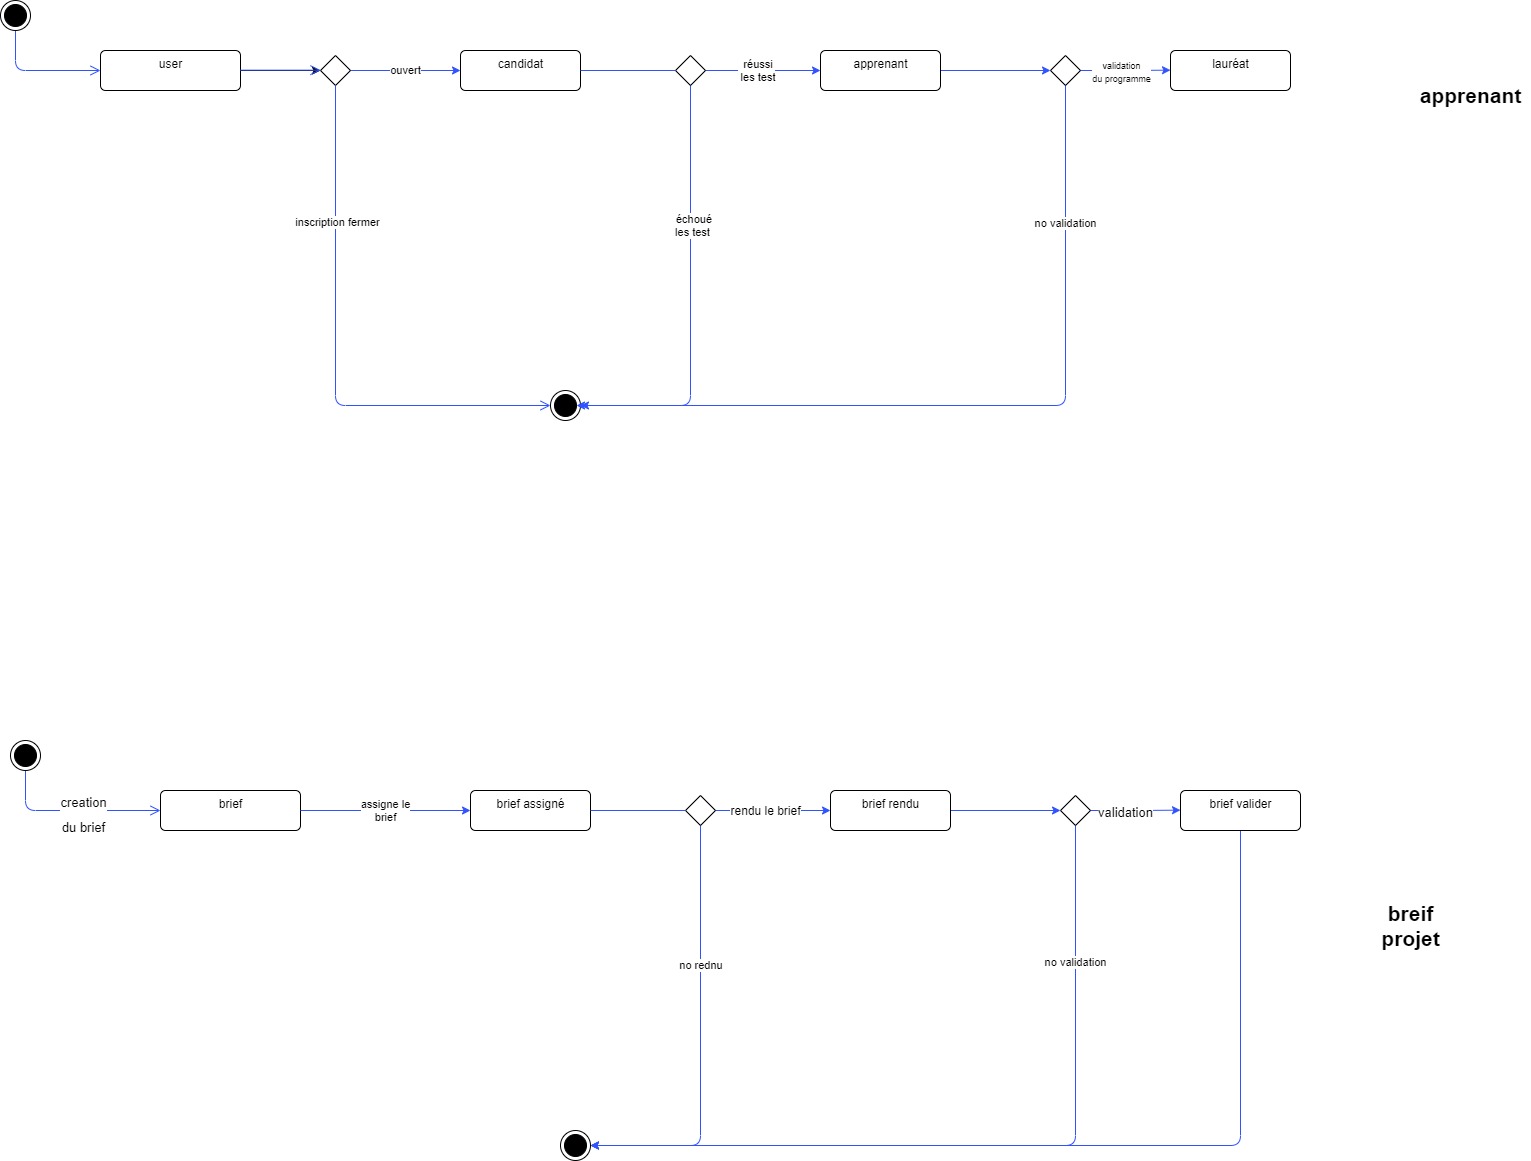 user
ouvert
candidat
réussi
les test
apprenant
validation
du programme
lauréat
apprenant
inscription fermer
échoué
les test
no validation
creation
du brief
brief
assigne le
brief
brief assigné
rendu le brief
brief rendu
validation
brief valider
breif
projet
no rednu
no validation